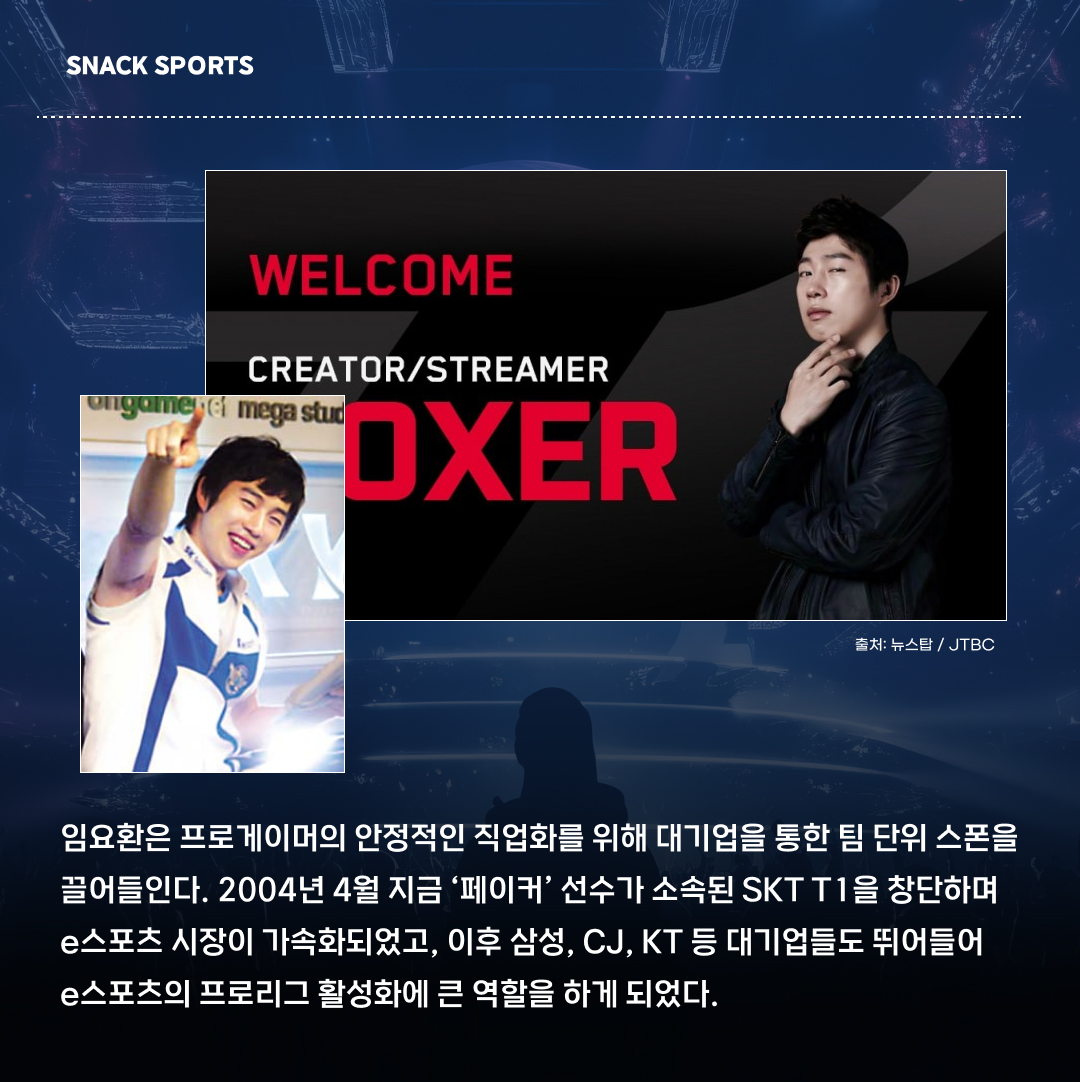 SNACK SPORTS
WELCOME
CREATOR/STREAMER
OXER
ongamenet mega stud
SK
출처: 뉴스탑 / JTBC
임요환은 프로게이머의 안정적인 직업화를 위해 대기업을 통한 팀 단위 스폰을
끌어들인다. 2004년 4월 지금 ‘페이커’ 선수가 소속된 SKT T1을 창단하며
e스포츠 시장이 가속화되었고, 이후 삼성, CJ, KT 등 대기업들도 뛰어들어
e스포츠의 프로리그 활성화에 큰 역할을 하게 되었다.